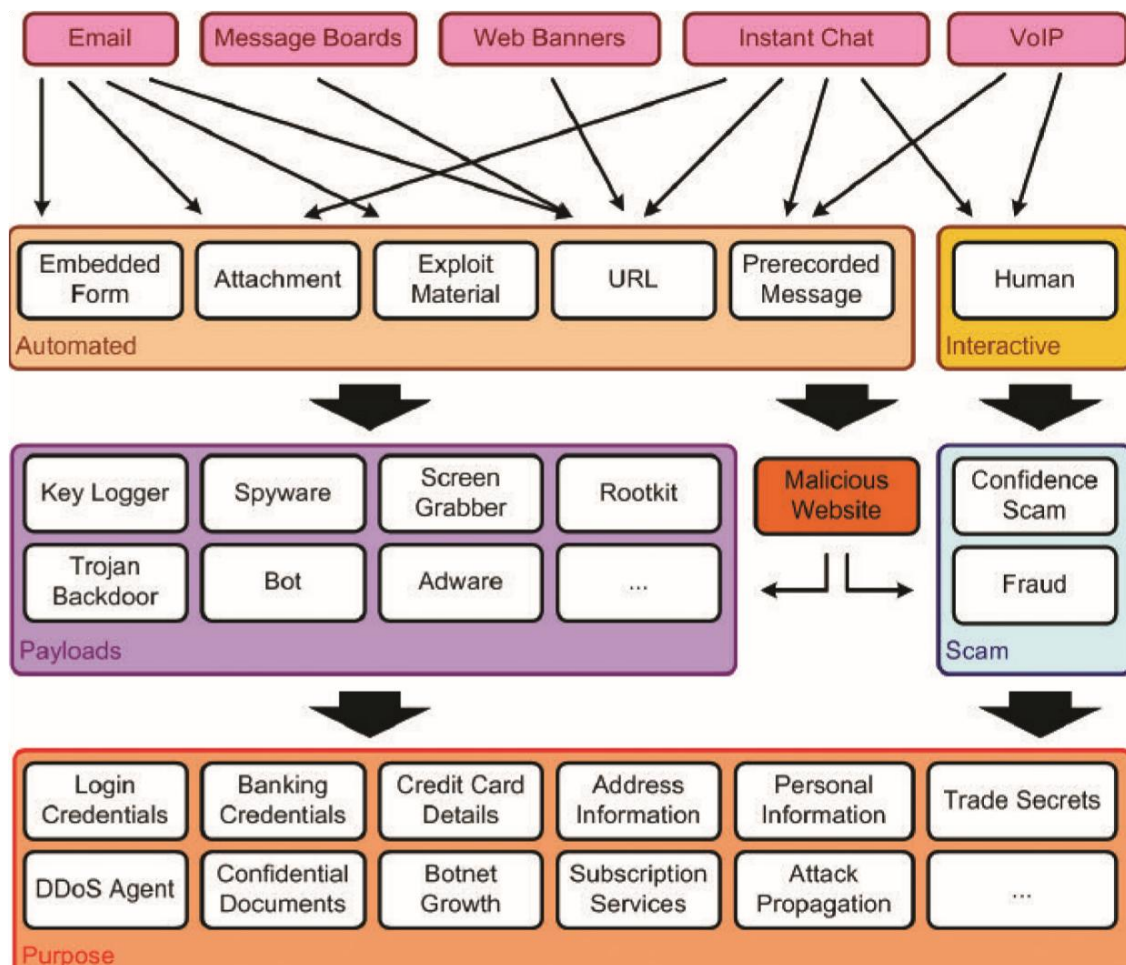 Email
Message Boards
Web Banners
Instant Chat
VoIP
Embedded
Form
Attachment
Exploit
Material
URL
Prerecorded
Message
Human
Automated
Interactive
Key Logger
Spyware
Screen
Grabber
Rootkit
Malicious
Website
Confidence
Scam
Trojan
Backdoor
Bot
Adware
...
Fraud
Payloads
Scam
Login
Credentials
Banking
Credentials
Credit Card
Details
Address
Information
Personal
Information
Trade Secrets
DDoS Agent
Confidential
Documents
Botnet
Growth
Subscription
Services
Attack
Propagation
...
Purpose